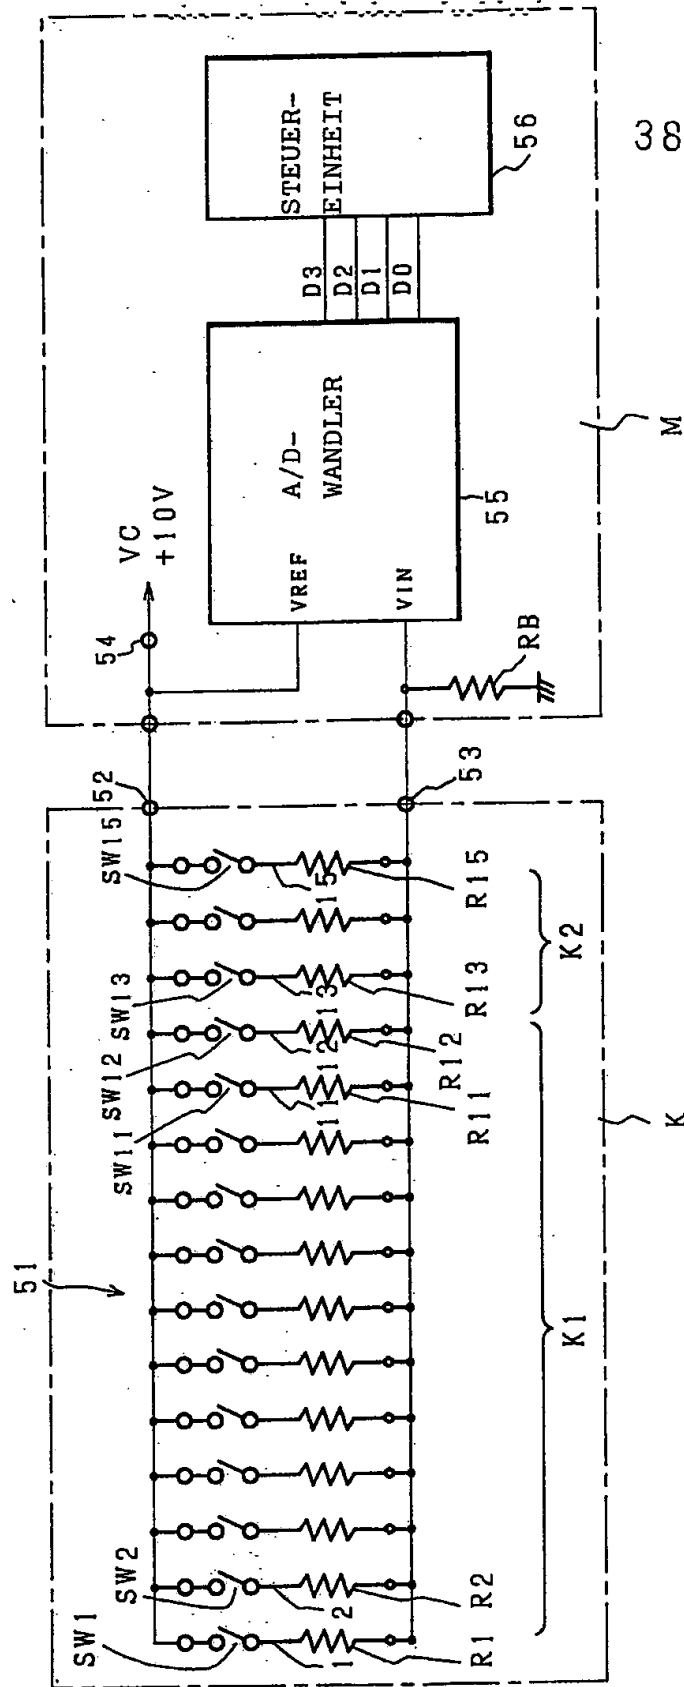 51
SW1
SW2
SW11
SW12
SW13
SW15
52
54
VC
+10V
VREF
VIN
A/D-
WANDLER
55
D3
D2
D1
D0
STEUER-
EINHEIT
56
1
2
11
12
13
15
R1
R2
R11
R12
R13
R15
53
RB
K1
K2
K
M
38